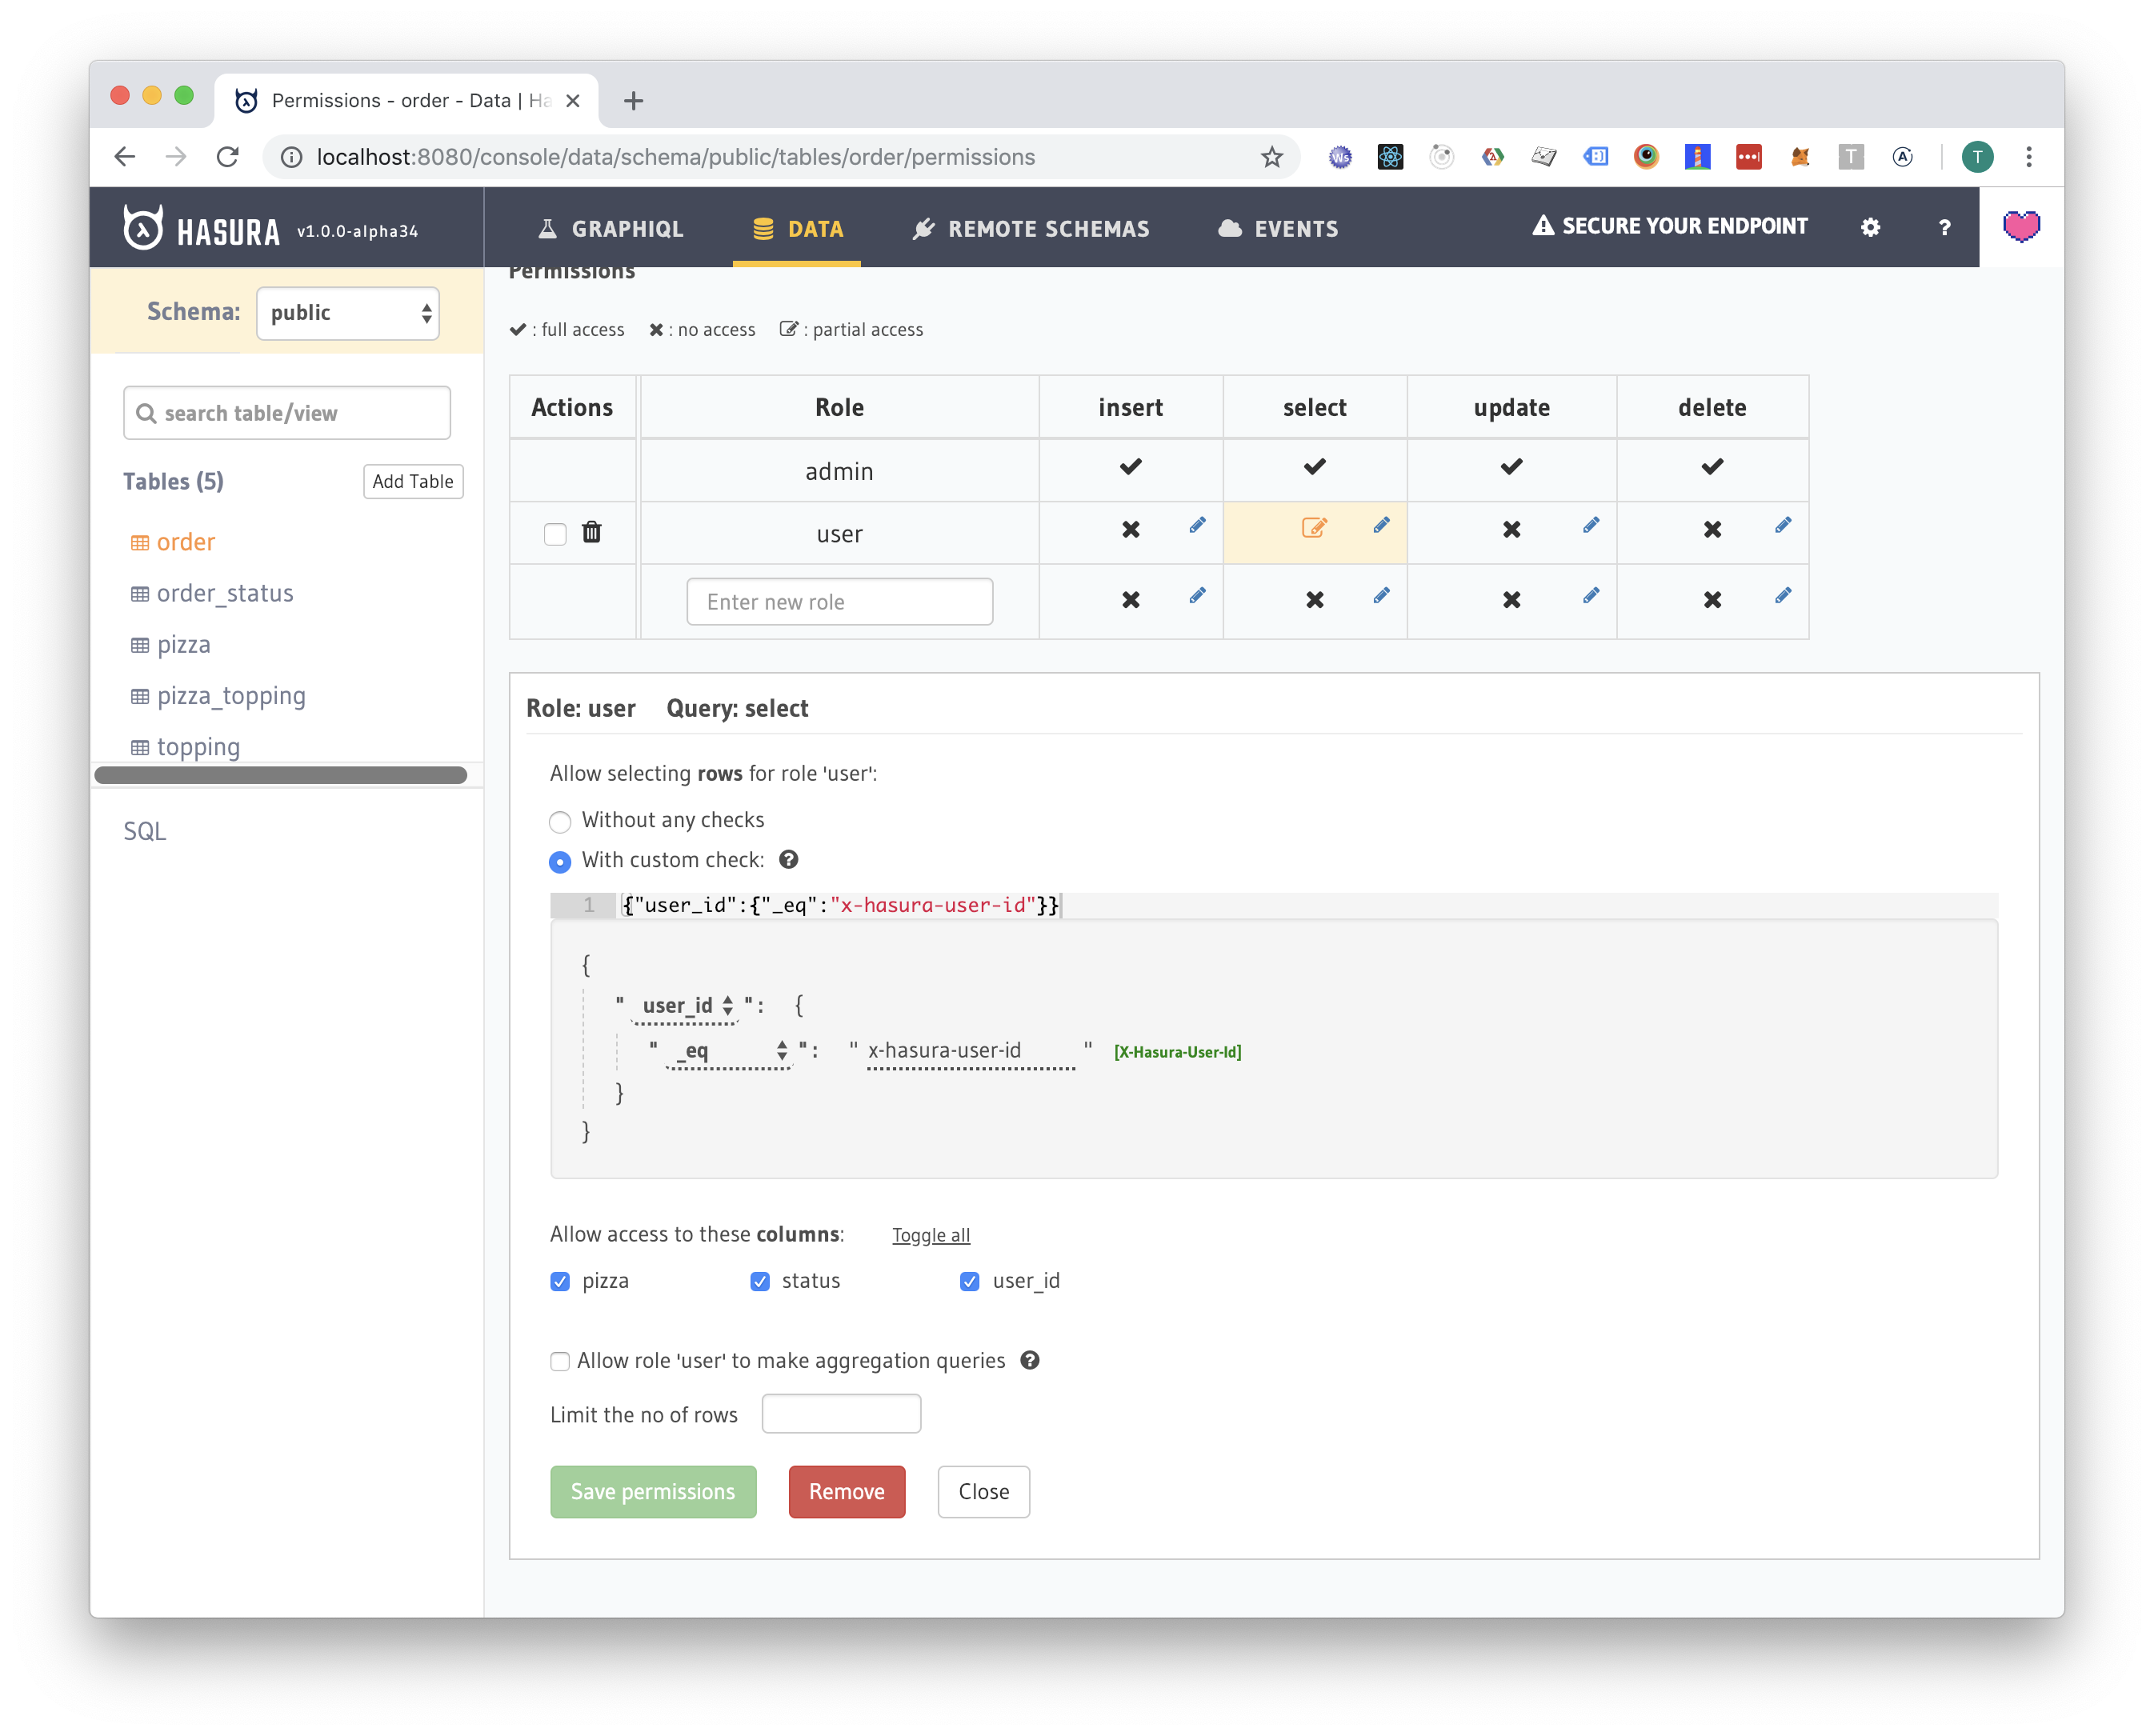 Permissions - order - Data | Ha
localhost:8080/console/data/schema/public/tables/order/permissions
Ws
T
A
T
HASURA v1.0.0-alpha34
GRAPHIQL
DATA
REMOTE SCHEMAS
EVENTS
SECURE YOUR ENDPOINT
?
Schema: public
search table/view
Tables (5) Add Table
order
order_status
pizza
pizza_topping
topping
SQL
Permissions
: full access : no access : partial access
Actions Role insert select update delete
admin
user
Enter new role
Role: user Query: select
Allow selecting rows for role 'user':
Without any checks
With custom check: ?
1 {"user_id":{"_eq":"x-hasura-user-id"}}
{
" user_id ": {
" _eq ": " x-hasura-user-id " [X-Hasura-User-Id]
}
}
Allow access to these columns: Toggle all
pizza status user_id
Allow role 'user' to make aggregation queries ?
Limit the no of rows
Save permissions Remove Close